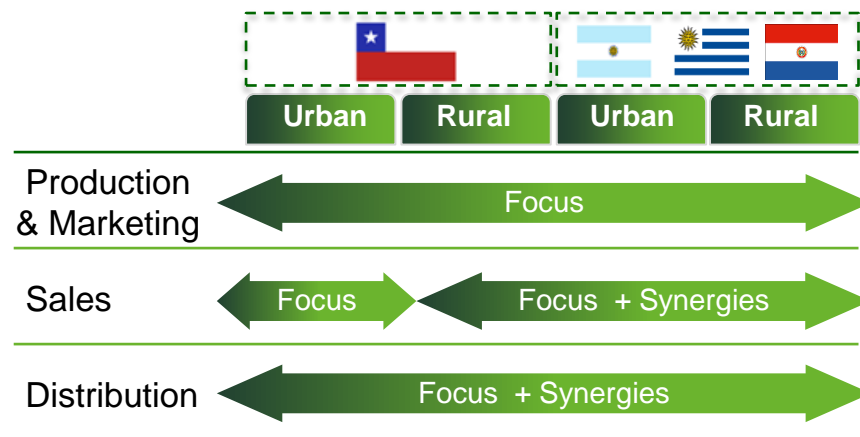 Urban Rural Urban Rural
Production
& Marketing
Focus
Sales
Focus
Focus + Synergies
Distribution
Focus + Synergies